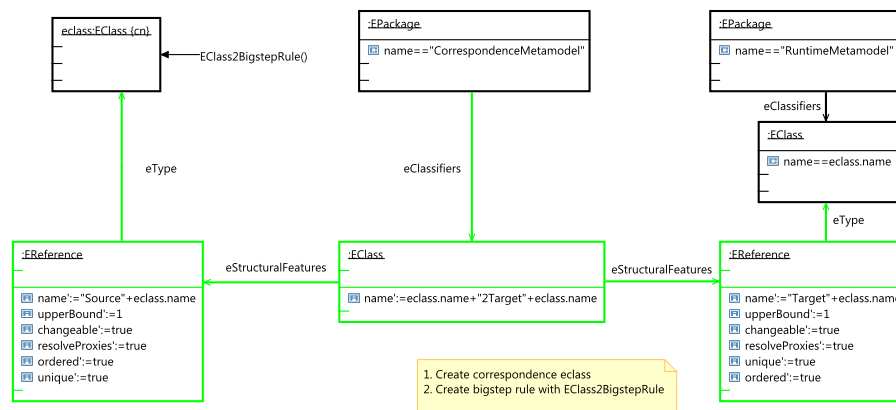 eclass:EClass {cn}
EClass2BigstepRule()
:EPackage
name=="CorrespondenceMetamodel"
:EPackage
name=="RuntimeMetamodel"
eClassifiers
:EClass
name==eclass.name
eType
eClassifiers
eType
:EReference
name':="Source"+eclass.name
upperBound':=1
changeable':=true
resolveProxies':=true
ordered':=true
unique':=true
eStructuralFeatures
:EClass
name':=eclass.name+"2Target"+eclass.name
eStructuralFeatures
:EReference
name':="Target"+eclass.name
upperBound':=1
changeable':=true
resolveProxies':=true
unique':=true
ordered':=true
1. Create correspondence eclass
2. Create bigstep rule with EClass2BigstepRule